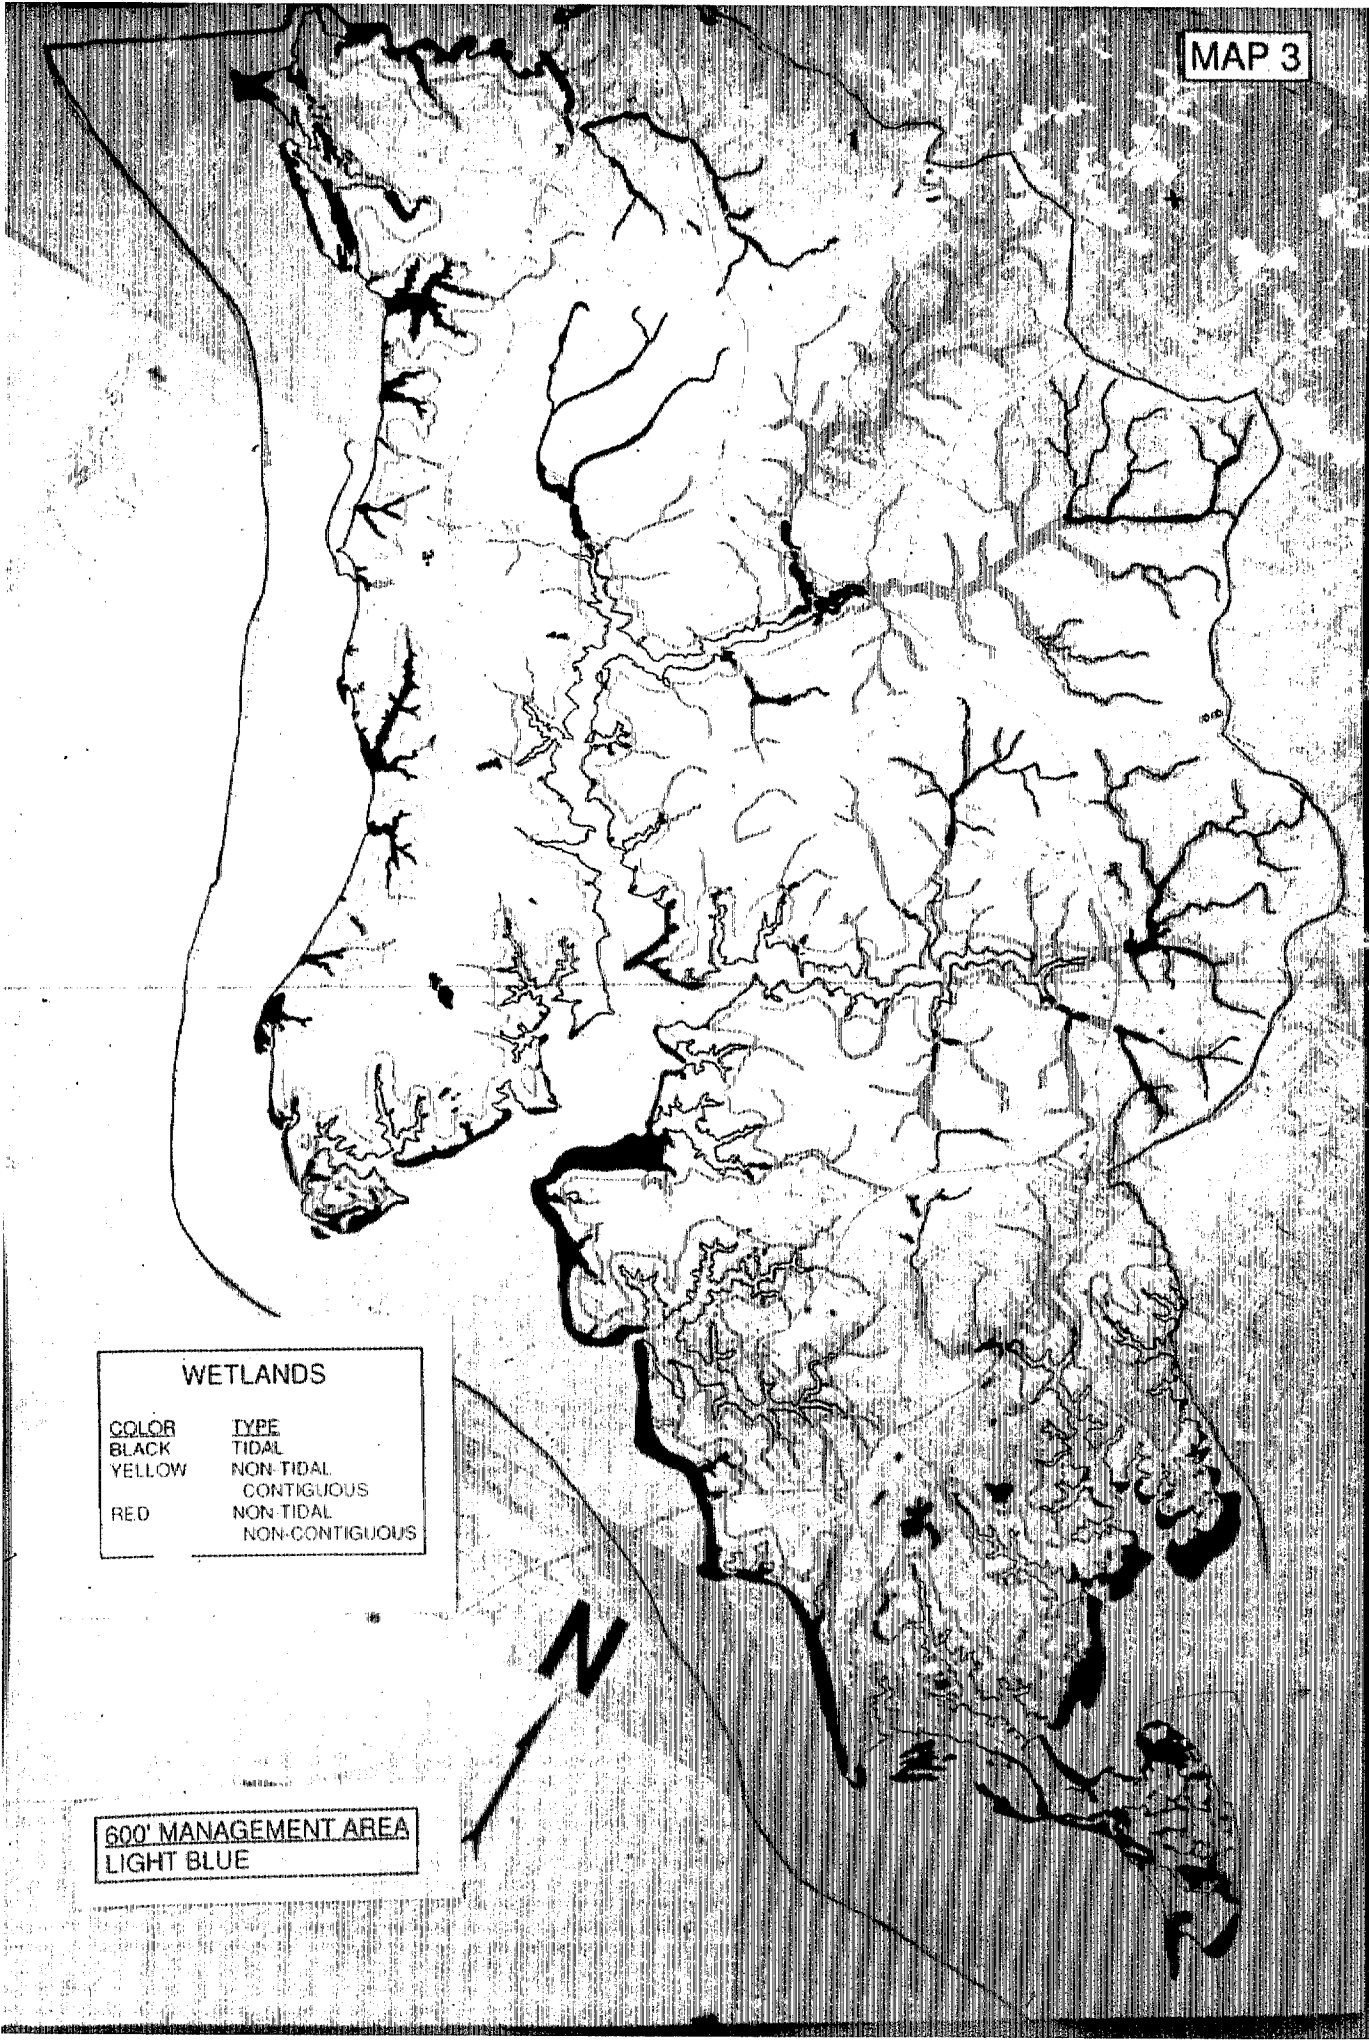 MAP 3
WETLANDS
COLOR TYPE
BLACK TIDAL
YELLOW NON-TIDAL
CONTIGUOUS
RED NON-TIDAL
NON-CONTIGUOUS
N
600' MANAGEMENT AREA
LIGHT BLUE